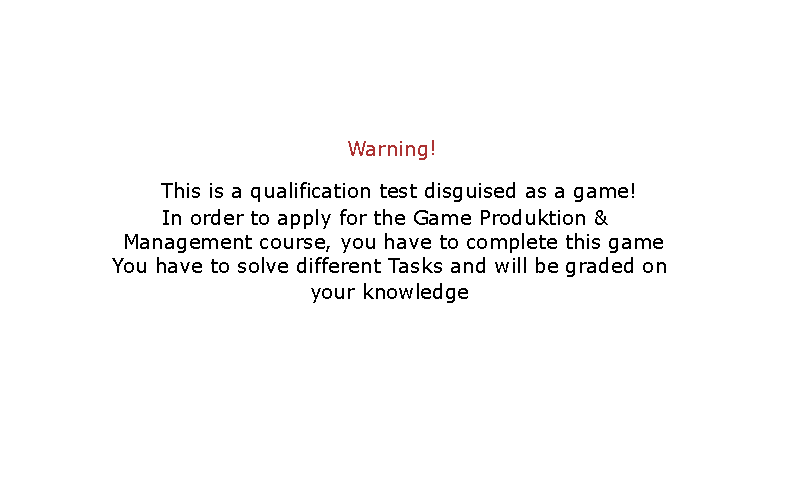 Warning!
This is a qualification test disguised as a game!
In order to apply for the Game Produktion &
Management course, you have to complete this game
You have to solve different Tasks and will be graded on
your knowledge